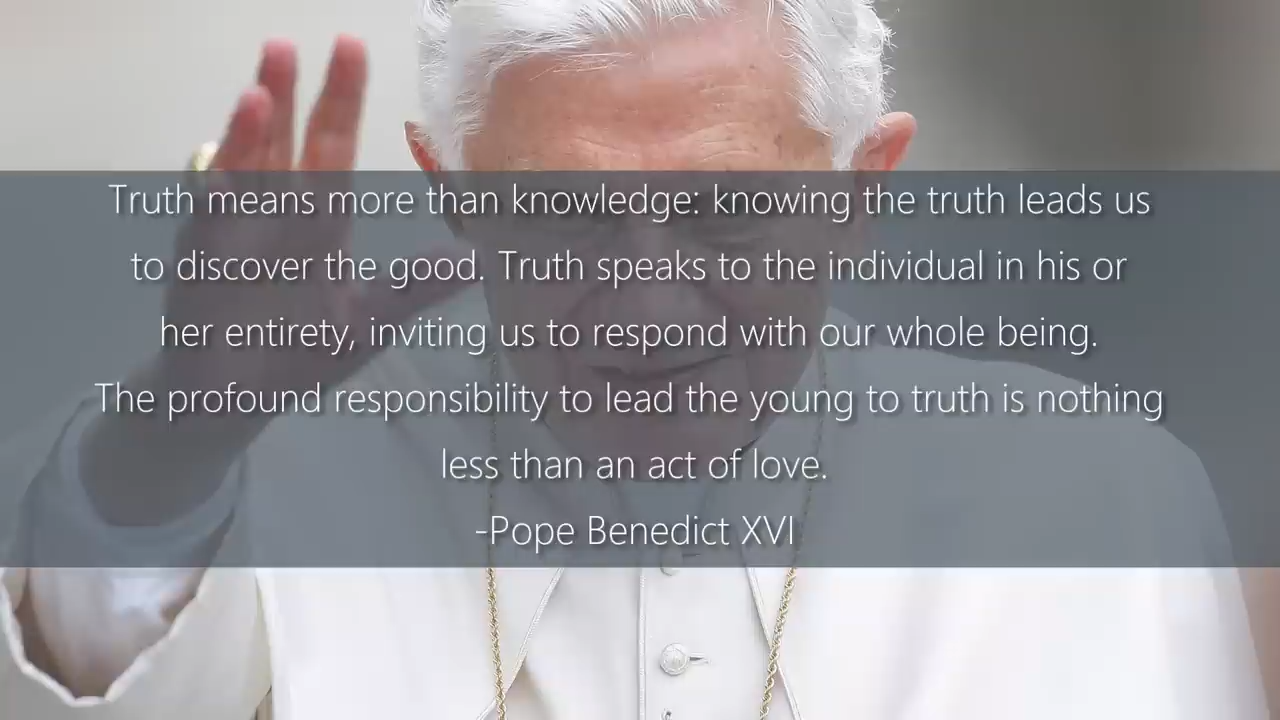 Truth means more than knowledge: knowing the truth leads us
to discover the good. Truth speaks to the individual in his or
her entirety, inviting us to respond with our whole being.
The profound responsibility to lead the young to truth is nothing
less than an act of love.
-Pope Benedict XVI